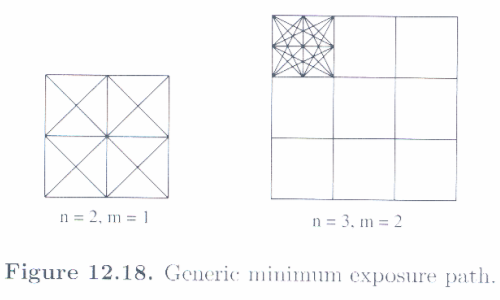 n = 2, m = 1
n = 3, m = 2
Figure 12.18. Generic minimum exposure path.